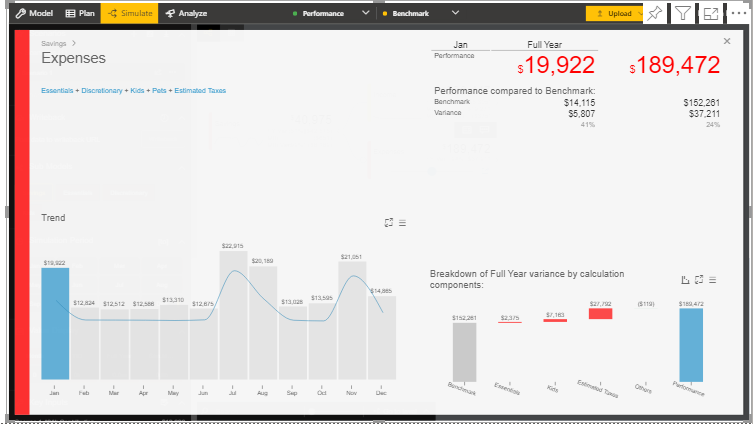 Model Plan Simulate Analyze Performance Benchmark Upload
Savings >
Expenses
Essentials + Discretionary + Kids + Pets + Estimated Taxes
Jan Full Year
Performance
$19,922 $189,472
Performance compared to Benchmark:
Benchmark $14,115 $152,261
Variance $5,807 $37,211
41% 24%
Trend
$19,922 $12,824 $12,512 $12,566 $13,310 $12,675 $22,915 $20,169 $13,028 $13,595 $21,051 $14,885
Jan Feb Mar Apr May Jun Jul Aug Sep Oct Nov Dec
Breakdown of Full Year variance by calculation
components:
$152,261 $2,375 $7,163 $27,792 ($119) $189,472
Benchmark Essentials Kids Estimated Taxes Others Performance